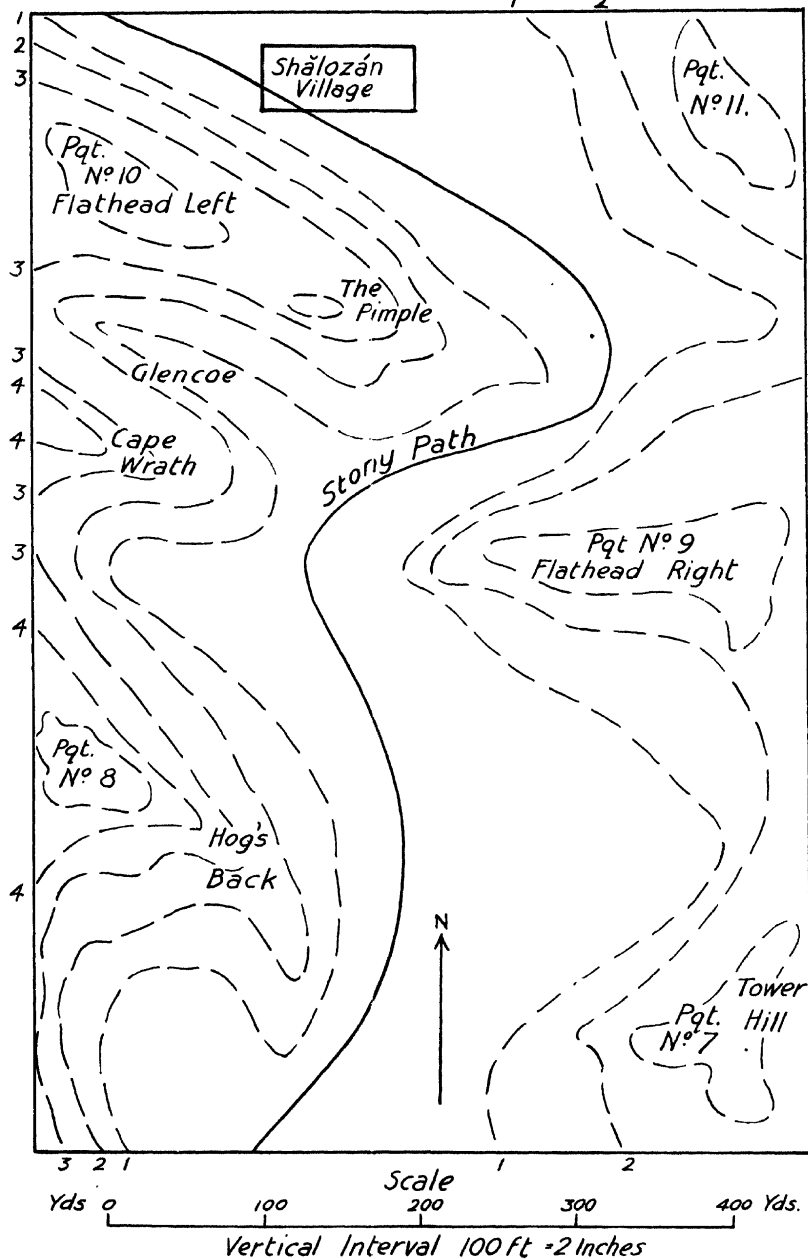 1 2
1
2
3
Shălozán
Village
Pqt.
Nº 11.
Pqt.
Nº 10
Flathead Left
3
The
Pimple
3
Glencoe
4
4
Cape
Wrath
Stony Path
3
3
Pqt Nº 9
Flathead Right
4
Pqt.
Nº 8
Hog's
Back
4
N
Tower
Hill
Pqt.
Nº 7
3 2 1 1 2
Scale
Yds 0 100 200 300 400 Yds.
Vertical Interval 100 ft = 2 Inches